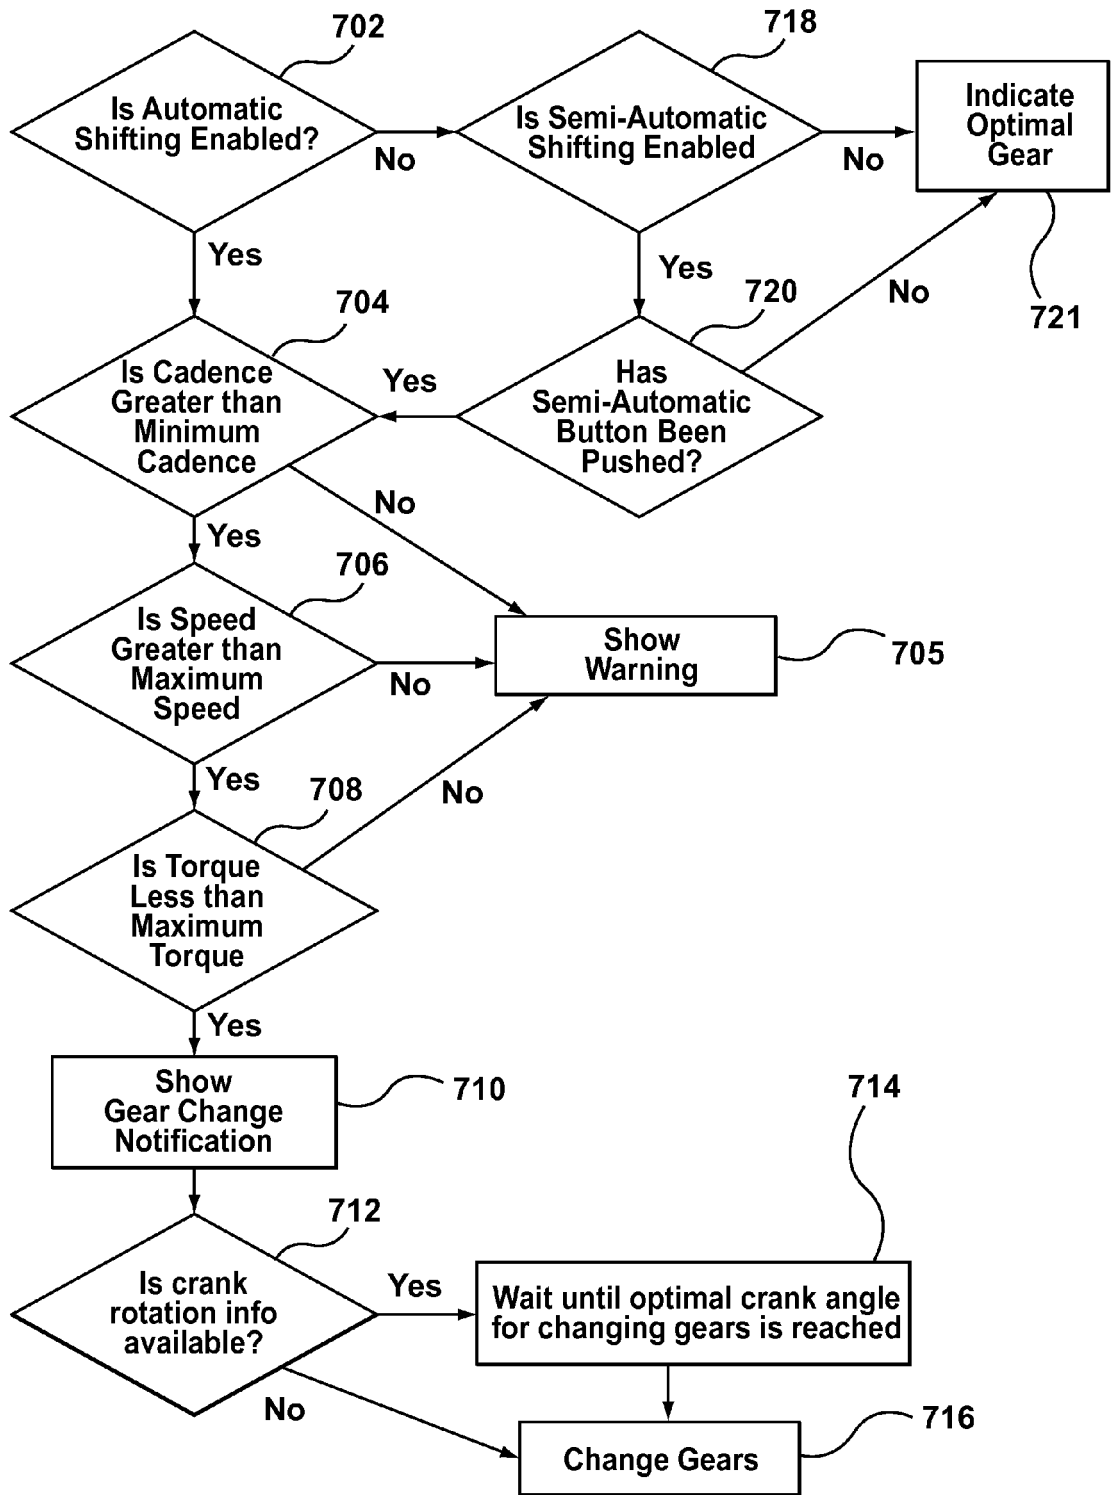 702
Is Automatic
Shifting Enabled?
No
Yes
718
Is Semi-Automatic
Shifting Enabled
No
Yes
Indicate
Optimal
Gear
721
704
Is Cadence
Greater than
Minimum
Cadence
Yes
No
Yes
720
Has
Semi-Automatic
Button Been
Pushed?
No
706
Is Speed
Greater than
Maximum
Speed
No
Yes
Show
Warning
705
708
Is Torque
Less than
Maximum
Torque
No
Yes
Show
Gear Change
Notification
710
712
Is crank
rotation info
available?
Yes
No
714
Wait until optimal crank angle
for changing gears is reached
Change Gears
716